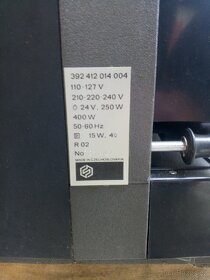 392 412 014 004
110-127 V
210-220-240 V
24 V, 250 W
400 W
50-60 Hz
15 W, 4
R 02
No
MADE IN CZECHOSLOVAKIA